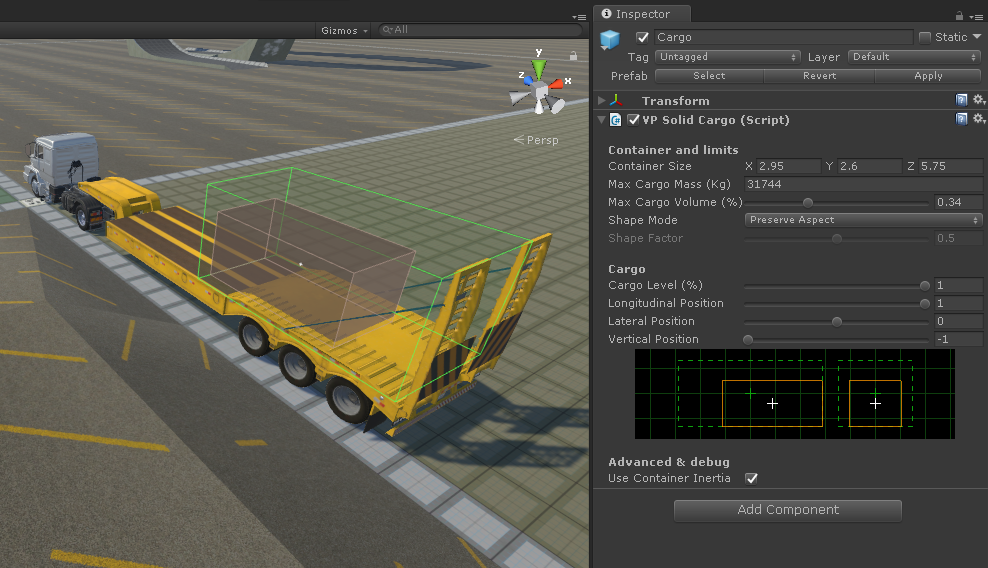 Inspector
Gizmos All
Cargo Static
Tag Untagged Layer Default
Prefab Select Revert Apply
Transform
VP Solid Cargo (Script)
y
z x
Persp
Container and limits
Container Size X 2.95 Y 2.6 Z 5.75
Max Cargo Mass (Kg) 31744
Max Cargo Volume (%) 0.34
Shape Mode Preserve Aspect
Shape Factor 0.5
Cargo
Cargo Level (%) 1
Longitudinal Position 1
Lateral Position 0
Vertical Position -1
Advanced & debug
Use Container Inertia
Add Component